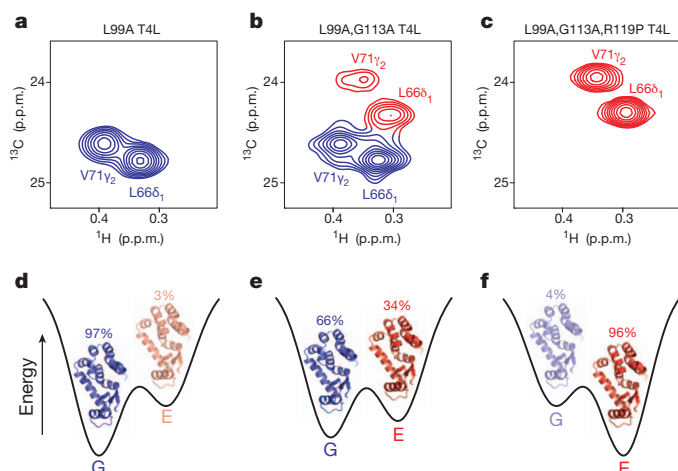 a
L99A T4L
24
25
¹³C (p.p.m.)
V71γ₂
L66δ₁
0.4
0.3
¹H (p.p.m.)
b
L99A,G113A T4L
V71γ₂
L66δ₁
24
25
¹³C (p.p.m.)
V71γ₂
L66δ₁
0.4
0.3
¹H (p.p.m.)
c
L99A,G113A,R119P T4L
V71γ₂
L66δ₁
24
25
¹³C (p.p.m.)
0.4
0.3
¹H (p.p.m.)
d
Energy
97%
3%
G
E
e
66%
34%
G
E
f
4%
96%
G
E